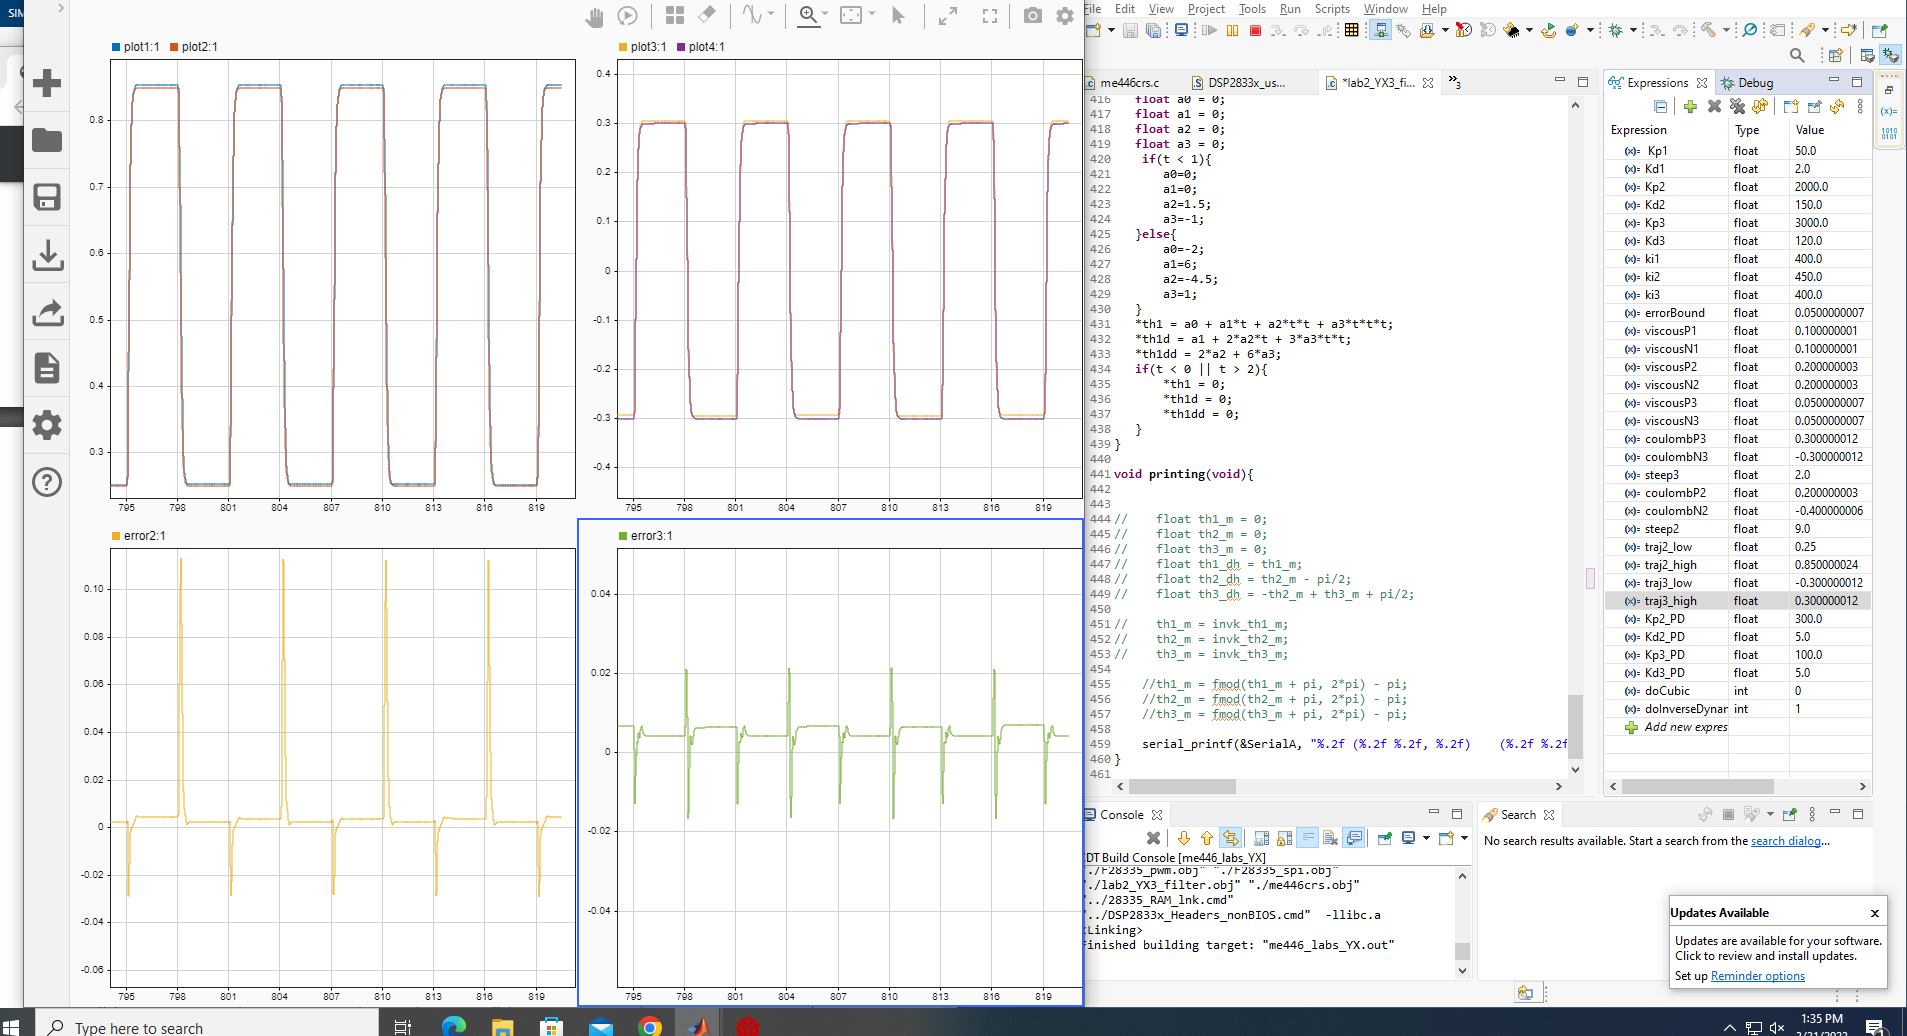 SIM
plot1:1 plot2:1
0.8
0.7
0.6
0.5
0.4
0.3
795 798 801 804 807 810 813 816 819
plot3:1 plot4:1
0.4
0.3
0.2
0.1
0
-0.1
-0.2
-0.3
-0.4
795 798 801 804 807 810 813 816 819
error2:1
0.10
0.08
0.06
0.04
0.02
0
-0.02
-0.04
-0.06
795 798 801 804 807 810 813 816 819
error3:1
0.04
0.02
0
-0.02
-0.04
795 798 801 804 807 810 813 816 819
File Edit View Project Tools Run Scripts Window Help
me446crs.c DSP2833x_us... *lab2_YX3_fi... »3
416 float a0 = 0;
417 float a1 = 0;
418 float a2 = 0;
419 float a3 = 0;
420 if(t < 1){
421 a0=0;
422 a1=0;
423 a2=1.5;
424 a3=-1;
425 }else{
426 a0=-2;
427 a1=6;
428 a2=-4.5;
429 a3=1;
430 }
431 *th1 = a0 + a1*t + a2*t*t + a3*t*t*t;
432 *th1d = a1 + 2*a2*t + 3*a3*t*t;
433 *th1dd = 2*a2 + 6*a3;
434 if(t < 0 || t > 2){
435 *th1 = 0;
436 *th1d = 0;
437 *th1dd = 0;
438 }
439 }
440
441 void printing(void){
442
443
444 // float th1_m = 0;
445 // float th2_m = 0;
446 // float th3_m = 0;
447 // float th1_dh = th1_m;
448 // float th2_dh = th2_m - pi/2;
449 // float th3_dh = -th2_m + th3_m + pi/2;
450
451 // th1_m = invk_th1_m;
452 // th2_m = invk_th2_m;
453 // th3_m = invk_th3_m;
454
455 //th1_m = fmod(th1_m + pi, 2*pi) - pi;
456 //th2_m = fmod(th2_m + pi, 2*pi) - pi;
457 //th3_m = fmod(th3_m + pi, 2*pi) - pi;
458
459 serial_printf(&SerialA, "%.2f (%.2f %.2f, %.2f) (%.2f %.2f
460 }
461
Expressions Debug
Expression Type Value
(x)= Kp1 float 50.0
(x)= Kd1 float 2.0
(x)= Kp2 float 2000.0
(x)= Kd2 float 150.0
(x)= Kp3 float 3000.0
(x)= Kd3 float 120.0
(x)= ki1 float 400.0
(x)= ki2 float 450.0
(x)= ki3 float 400.0
(x)= errorBound float 0.0500000007
(x)= viscousP1 float 0.100000001
(x)= viscousN1 float 0.100000001
(x)= viscousP2 float 0.200000003
(x)= viscousN2 float 0.200000003
(x)= viscousP3 float 0.0500000007
(x)= viscousN3 float 0.0500000007
(x)= coulombP3 float 0.300000012
(x)= coulombN3 float -0.300000012
(x)= steep3 float 2.0
(x)= coulombP2 float 0.200000003
(x)= coulombN2 float -0.400000006
(x)= steep2 float 9.0
(x)= traj2_low float 0.25
(x)= traj2_high float 0.850000024
(x)= traj3_low float -0.300000012
(x)= traj3_high float 0.300000012
(x)= Kp2_PD float 300.0
(x)= Kd2_PD float 5.0
(x)= Kp3_PD float 100.0
(x)= Kd3_PD float 5.0
(x)= doCubic int 0
(x)= doInverseDynar int 1
Add new expres
(x)=
1010
0101
Console
CDT Build Console [me446_labs_YX]
"./F28335_pwm.obj" "./F28335_spi.obj"
"./lab2_YX3_filter.obj" "./me446crs.obj"
"../28335_RAM_lnk.cmd"
"../DSP2833x_Headers_nonBIOS.cmd" -llibc.a
<Linking>
Finished building target: "me446_labs_YX.out"
Search
No search results available. Start a search from the search dialog...
Updates Available x
Updates are available for your software.
Click to review and install updates.
Set up Reminder options
Type here to search
1:35 PM